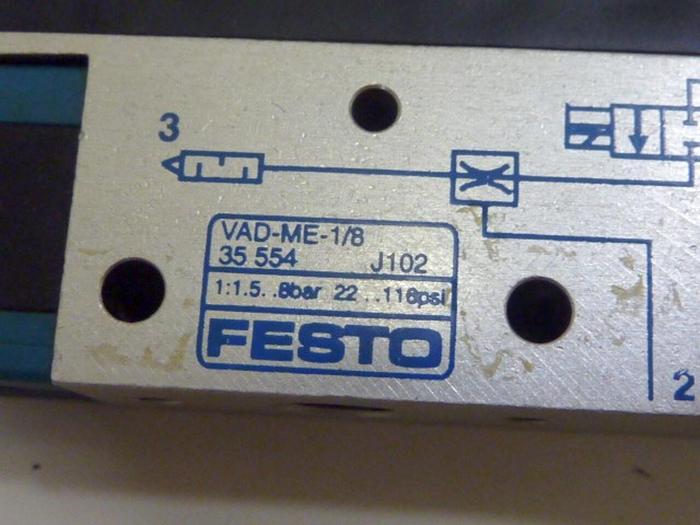 3
VAD-ME-1/8
35 554 J102
1:1.5..8bar 22..116psi
FESTO
2